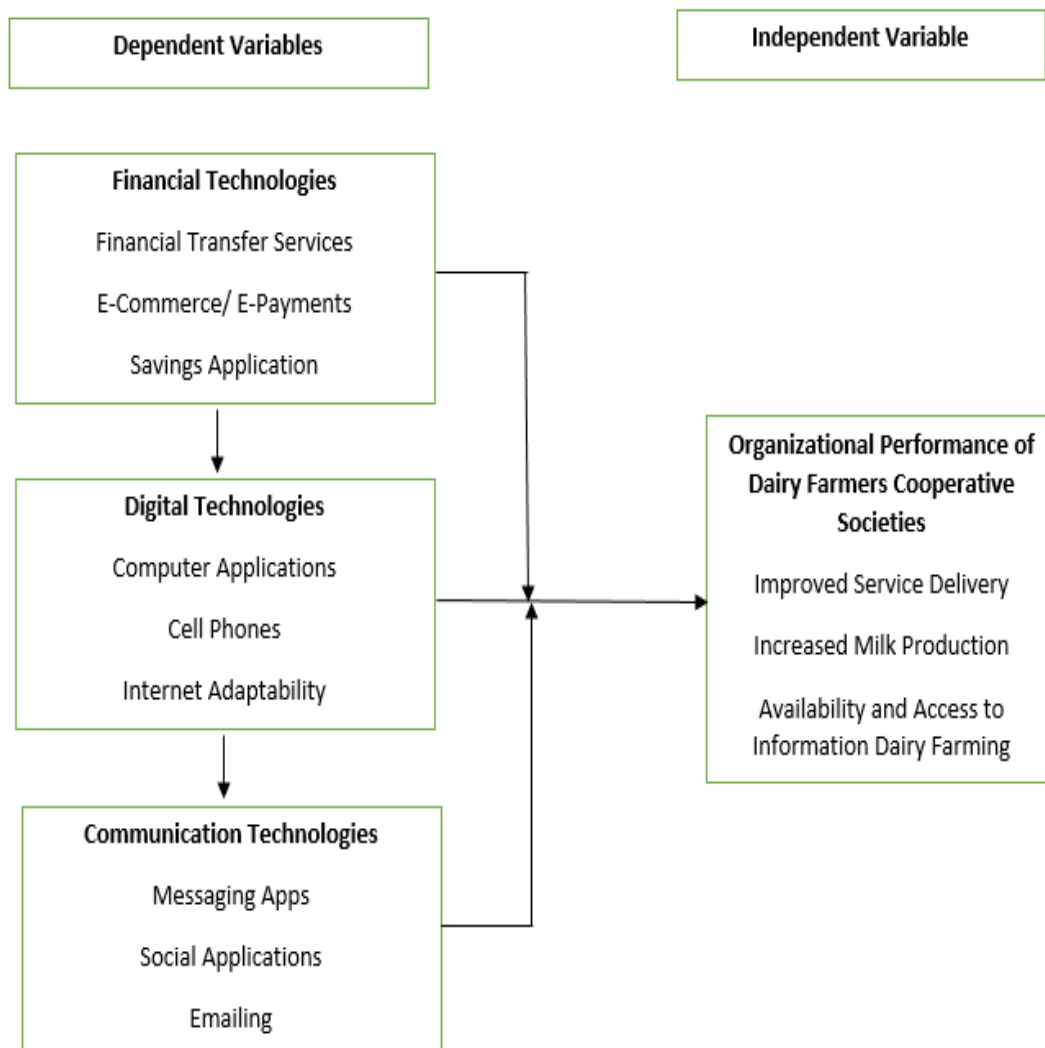 Dependent Variables
Independent Variable
Financial Technologies
Financial Transfer Services
E-Commerce/ E-Payments
Savings Application
Digital Technologies
Computer Applications
Cell Phones
Internet Adaptability
Communication Technologies
Messaging Apps
Social Applications
Emailing
Organizational Performance of
Dairy Farmers Cooperative
Societies
Improved Service Delivery
Increased Milk Production
Availability and Access to
Information Dairy Farming